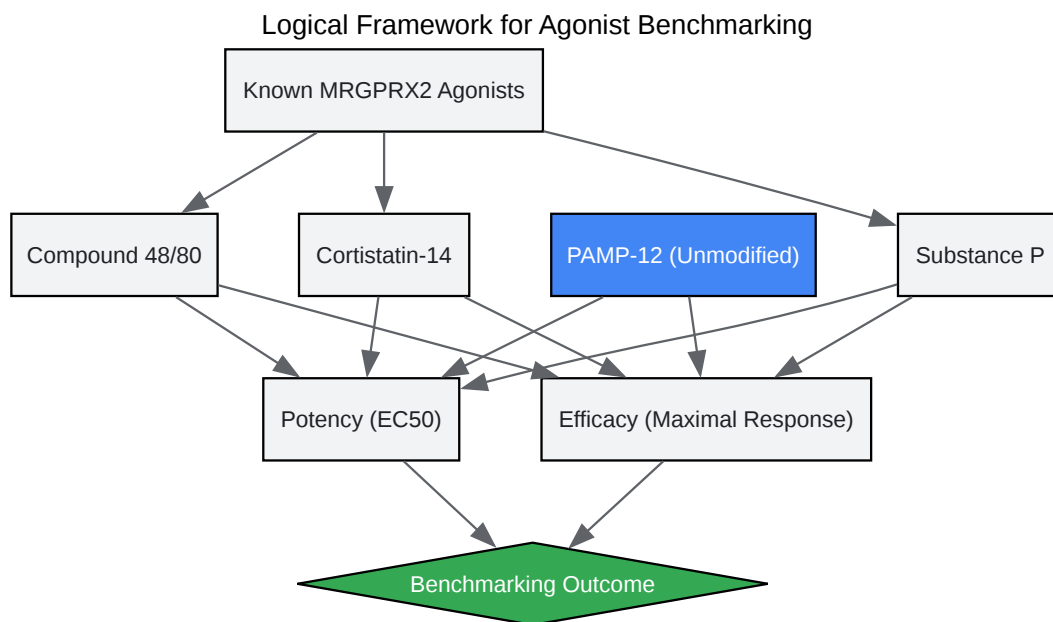 Logical Framework for Agonist Benchmarking
Known MRGPRX2 Agonists
Compound 48/80
Cortistatin-14
PAMP-12 (Unmodified)
Substance P
Potency (EC50)
Efficacy (Maximal Response)
Benchmarking Outcome